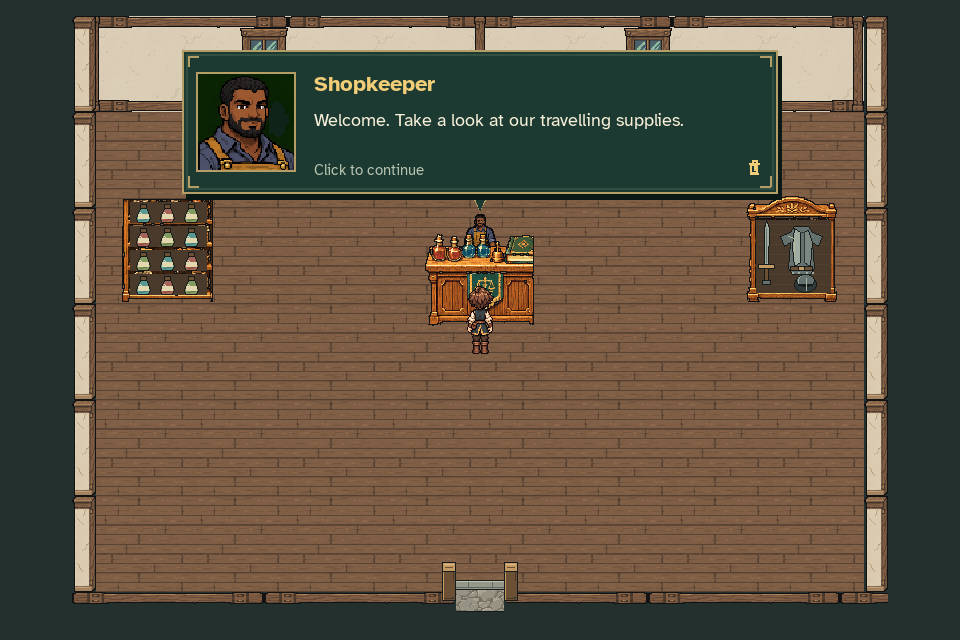 Shopkeeper
Welcome. Take a look at our travelling supplies.
Click to continue